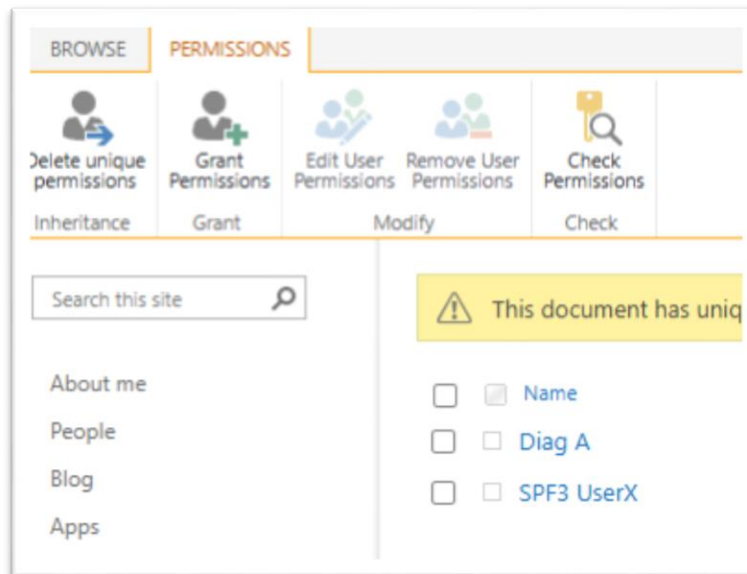 BROWSE PERMISSIONS
Delete unique permissions
Grant Permissions
Edit User Permissions
Remove User Permissions
Check Permissions
Inheritance Grant Modify Check
Search this site
This document has uniq
About me
People
Blog
Apps
Name
Diag A
SPF3 UserX